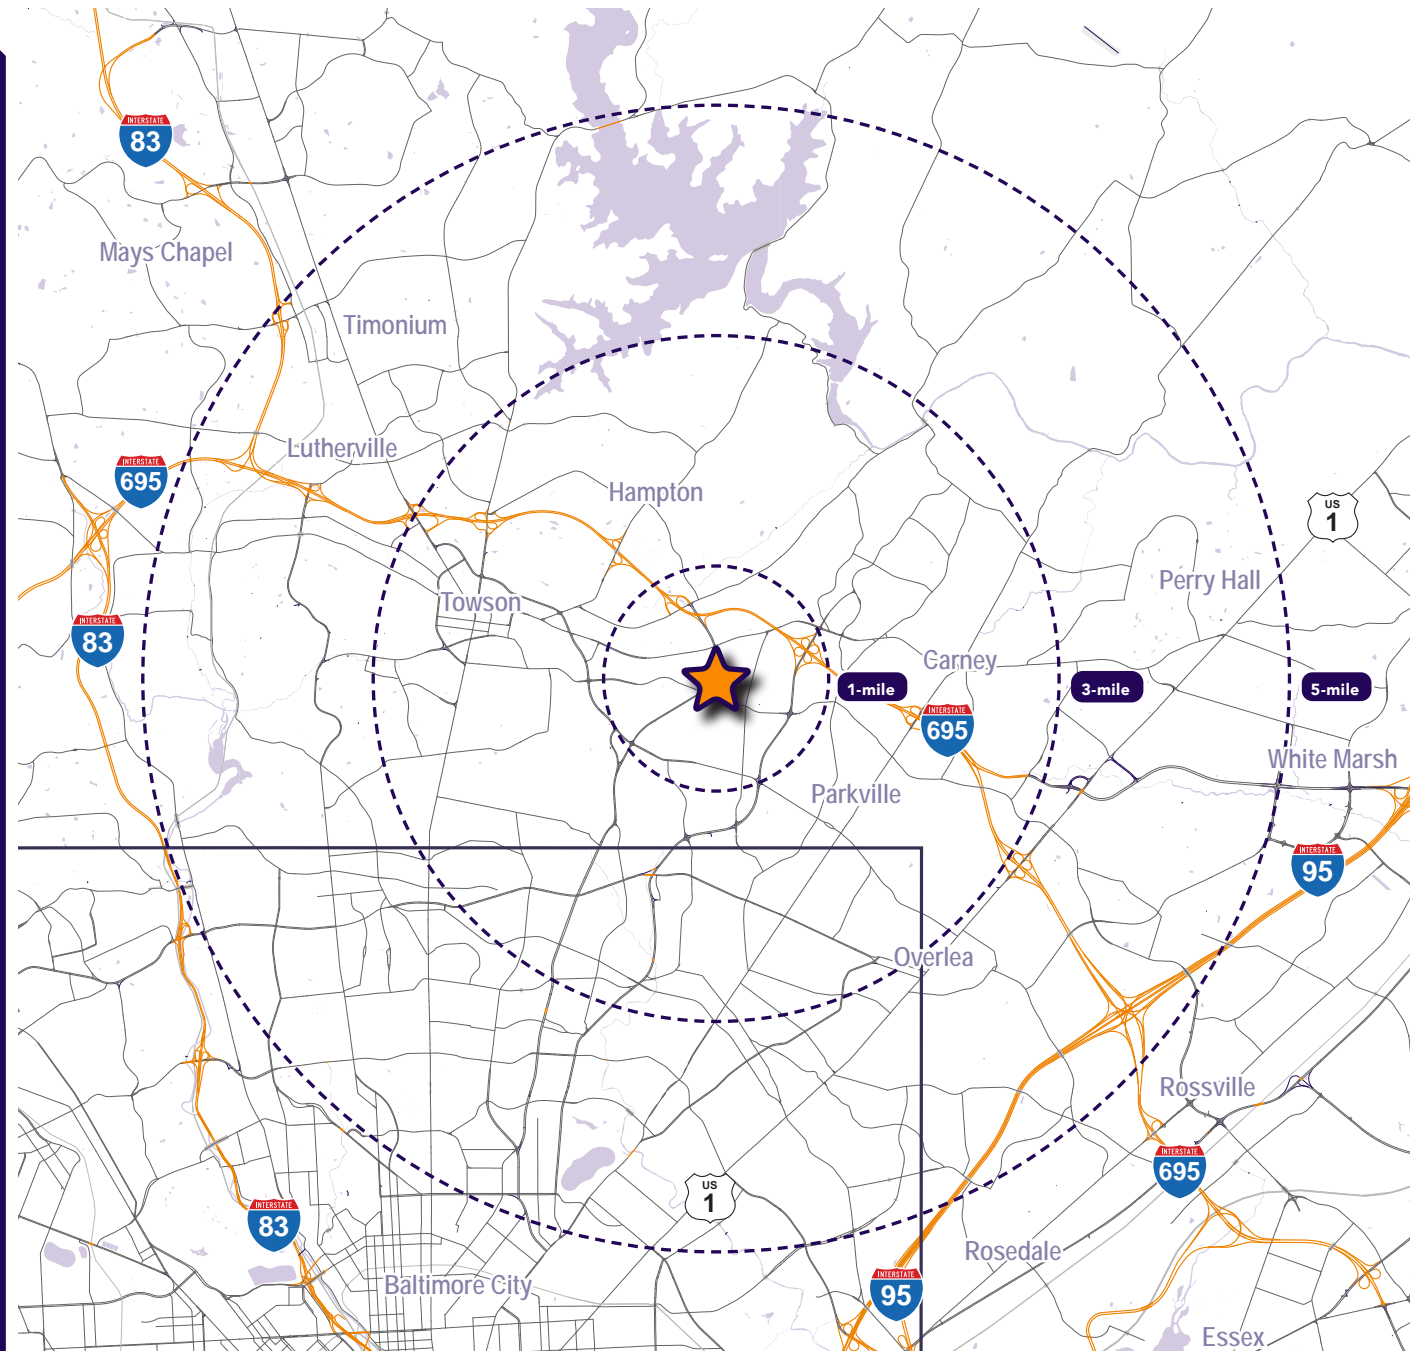 INTERSTATE
83
Mays Chapel
Timonium
Lutherville
INTERSTATE
695
Hampton
US
1
Perry Hall
Towson
INTERSTATE
83
Carney
1-mile
3-mile
5-mile
INTERSTATE
695
White Marsh
Parkville
INTERSTATE
95
Overlea
Rossville
INTERSTATE
695
US
1
INTERSTATE
83
Rosedale
Baltimore City
INTERSTATE
95
Essex